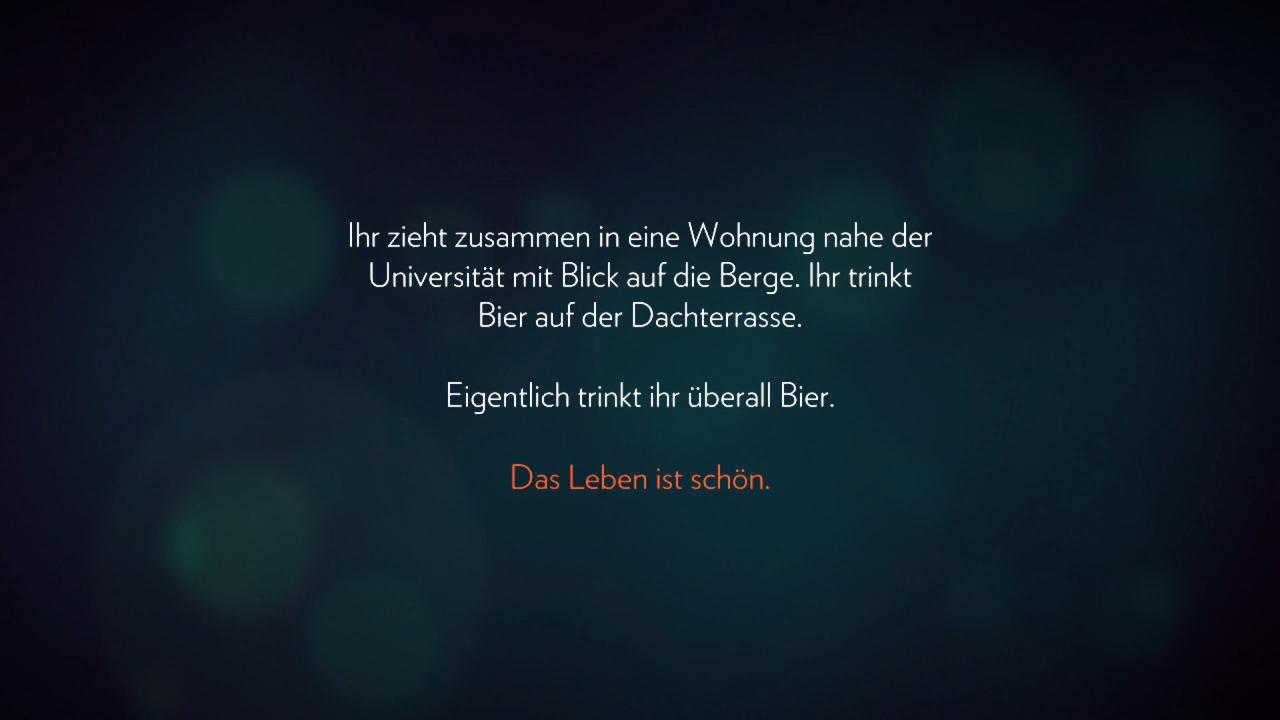 Ihr zieht zusammen in eine Wohnung nahe der
Universität mit Blick auf die Berge. Ihr trinkt
Bier auf der Dachterrasse.
Eigentlich trinkt ihr überall Bier.
Das Leben ist schön.